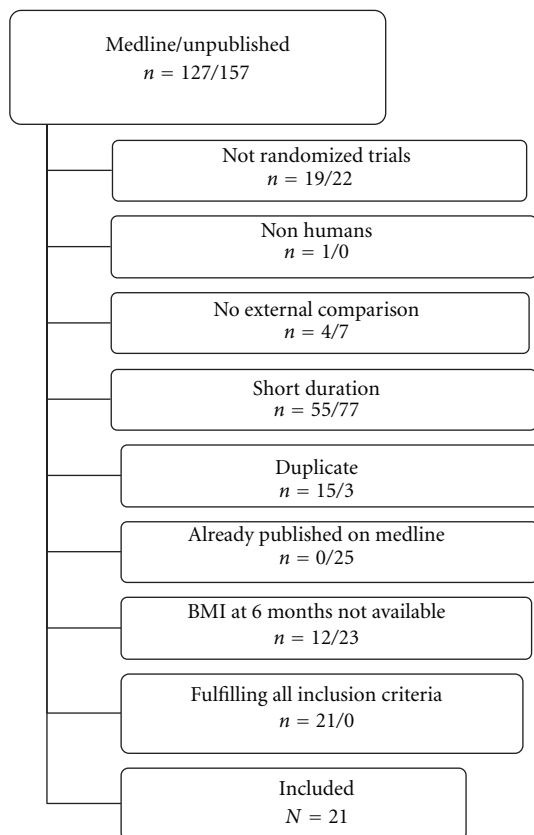 Medline/unpublished
n = 127/157
Not randomized trials
n = 19/22
Non humans
n = 1/0
No external comparison
n = 4/7
Short duration
n = 55/77
Duplicate
n = 15/3
Already published on medline
n = 0/25
BMI at 6 months not available
n = 12/23
Fulfilling all inclusion criteria
n = 21/0
Included
N = 21